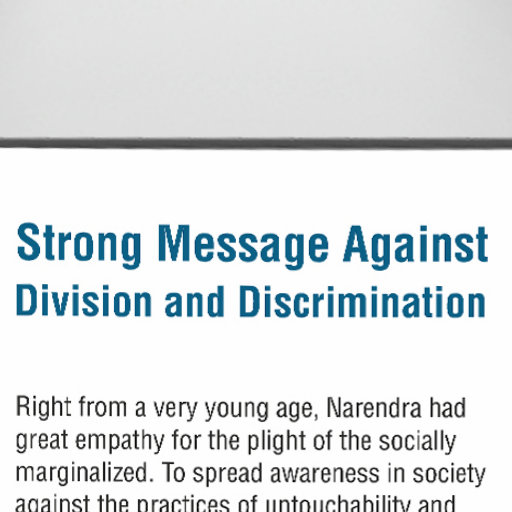 Strong Message Against
Division and Discrimination
Right from a very young age, Narendra had
great empathy for the plight of the socially
marginalized. To spread awareness in society
against the practices of untouchability and